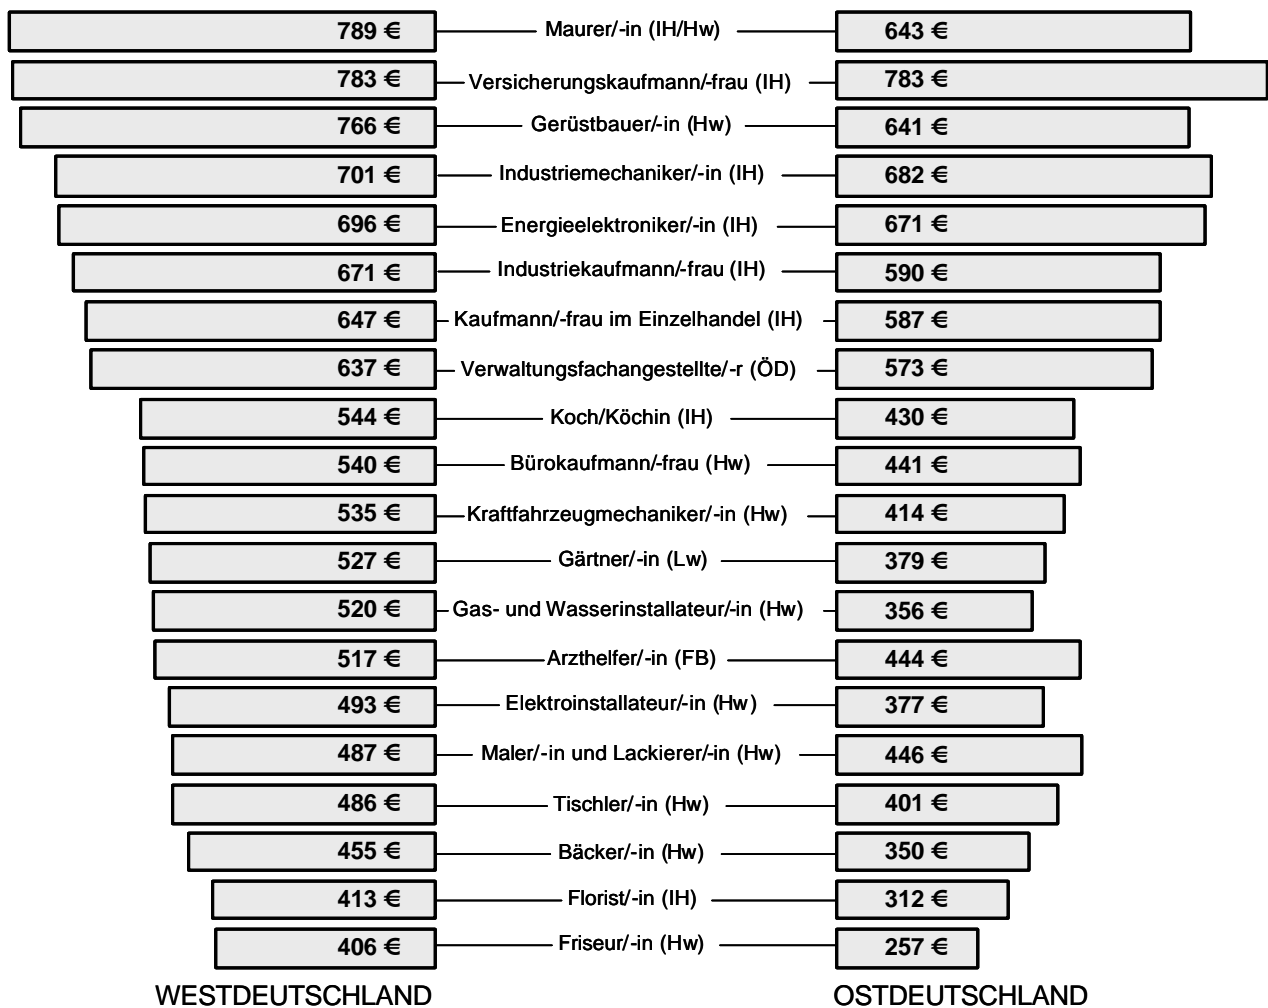 789 € Maurer/-in (IH/Hw) 643 €
783 € Versicherungskaufmann/-frau (IH) 783 €
766 € Gerüstbauer/-in (Hw) 641 €
701 € Industriemechaniker/-in (IH) 682 €
696 € Energieelektroniker/-in (IH) 671 €
671 € Industriekaufmann/-frau (IH) 590 €
647 € Kaufmann/-frau im Einzelhandel (IH) 587 €
637 € Verwaltungsfachangestellte/-r (ÖD) 573 €
544 € Koch/Köchin (IH) 430 €
540 € Bürokaufmann/-frau (Hw) 441 €
535 € Kraftfahrzeugmechaniker/-in (Hw) 414 €
527 € Gärtner/-in (Lw) 379 €
520 € Gas- und Wasserinstallateur/-in (Hw) 356 €
517 € Arzthelfer/-in (FB) 444 €
493 € Elektroinstallateur/-in (Hw) 377 €
487 € Maler/-in und Lackierer/-in (Hw) 446 €
486 € Tischler/-in (Hw) 401 €
455 € Bäcker/-in (Hw) 350 €
413 € Florist/-in (IH) 312 €
406 € Friseur/-in (Hw) 257 €
WESTDEUTSCHLAND OSTDEUTSCHLAND